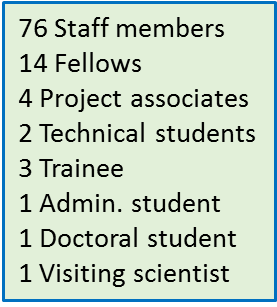 76 Staff members
14 Fellows
4 Project associates
2 Technical students
3 Trainee
1 Admin. student
1 Doctoral student
1 Visiting scientist